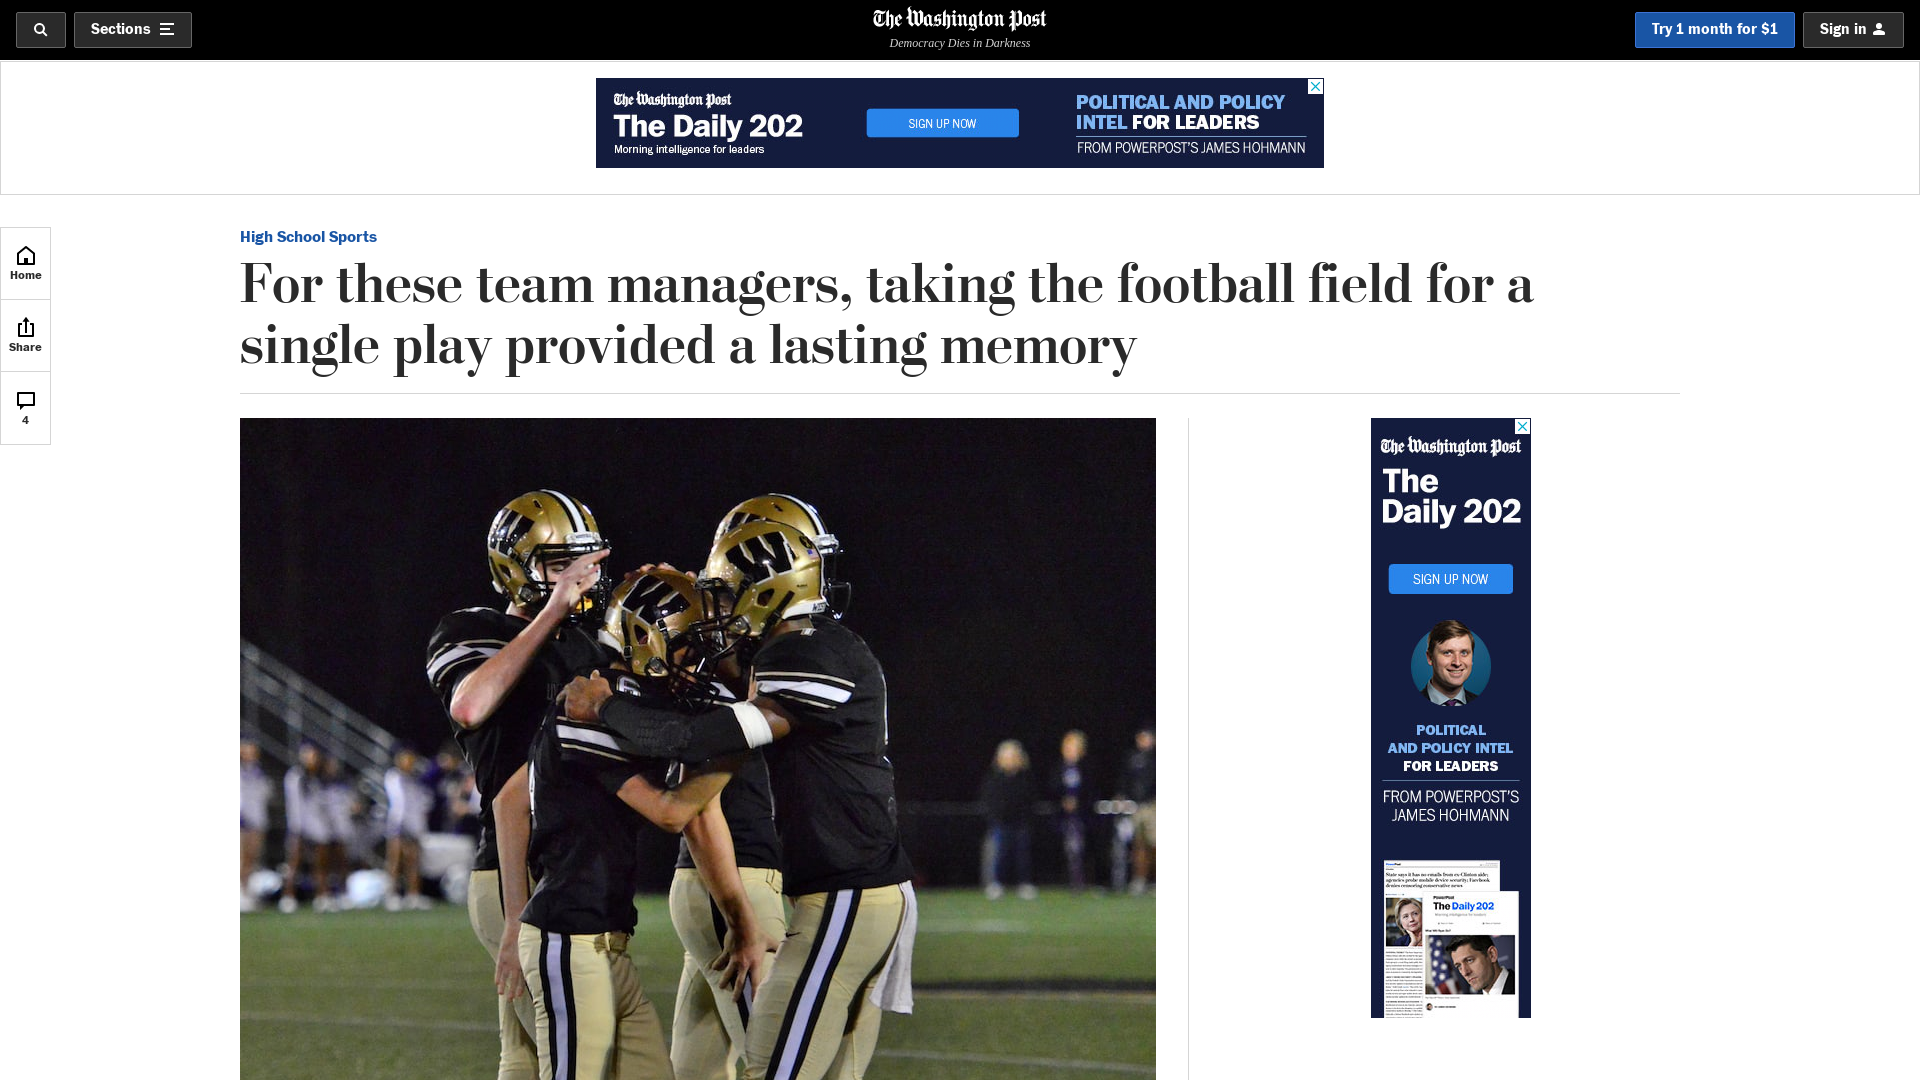 Sections
The Washington Post
Democracy Dies in Darkness
Try 1 month for $1
Sign in
The Washington Post
The Daily 202
Morning intelligence for leaders
SIGN UP NOW
POLITICAL AND POLICY
INTEL FOR LEADERS
FROM POWERPOST'S JAMES HOHMANN
Home
Share
4
High School Sports
For these team managers, taking the football field for a
single play provided a lasting memory
W
W
W
The Washington Post
The
Daily 202
SIGN UP NOW
POLITICAL
AND POLICY INTEL
FOR LEADERS
FROM POWERPOST'S
JAMES HOHMANN
The Daily 202